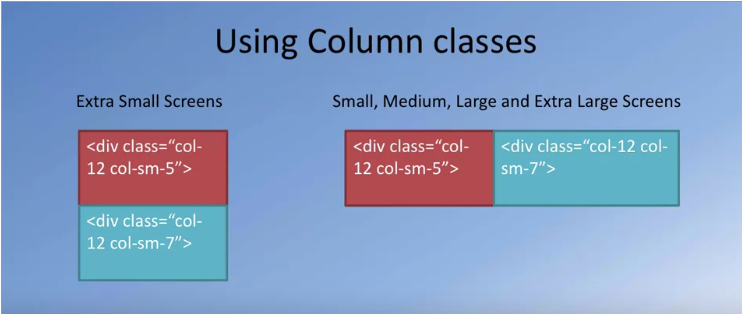 Using Column classes
Extra Small Screens
<div class=“col-
12 col-sm-5”>
<div class=“col-
12 col-sm-7”>
Small, Medium, Large and Extra Large Screens
<div class=“col-
12 col-sm-5”>
<div class=“col-12 col-
sm-7”>